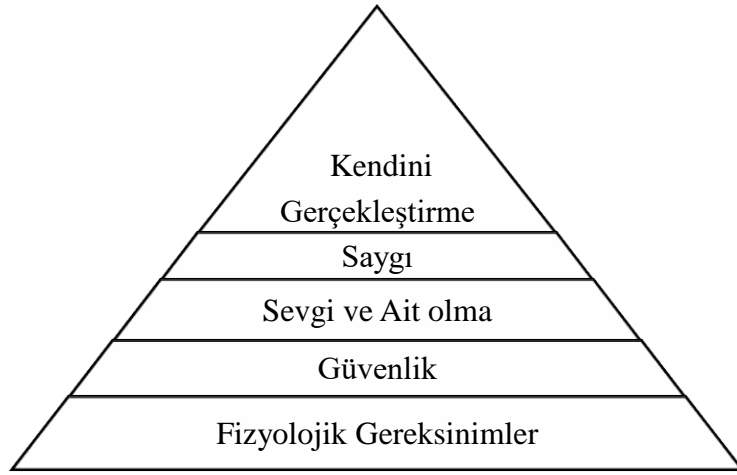 Kendini
Gerçekleştirme
Saygı
Sevgi ve Ait olma
Güvenlik
Fizyolojik Gereksinimler